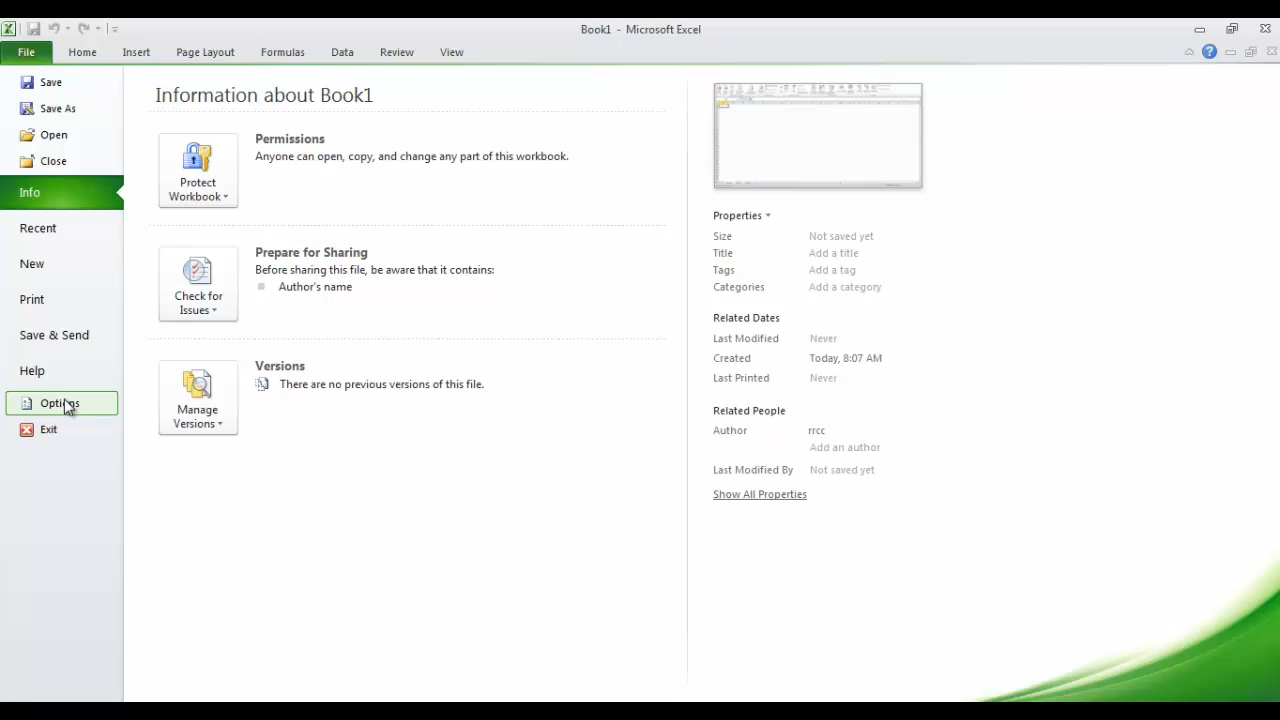 Book1 - Microsoft Excel
File Home Insert Page Layout Formulas Data Review View
Save
Save As
Open
Close
Info
Recent
New
Print
Save & Send
Help
Options
Exit
Information about Book1
Protect
Workbook
Permissions
Anyone can open, copy, and change any part of this workbook.
Check for
Issues
Prepare for Sharing
Before sharing this file, be aware that it contains:
Author's name
Manage
Versions
Versions
There are no previous versions of this file.
Properties
Size Not saved yet
Title Add a title
Tags Add a tag
Categories Add a category
Related Dates
Last Modified Never
Created Today, 8:07 AM
Last Printed Never
Related People
Author rrcc
Add an author
Last Modified By Not saved yet
Show All Properties